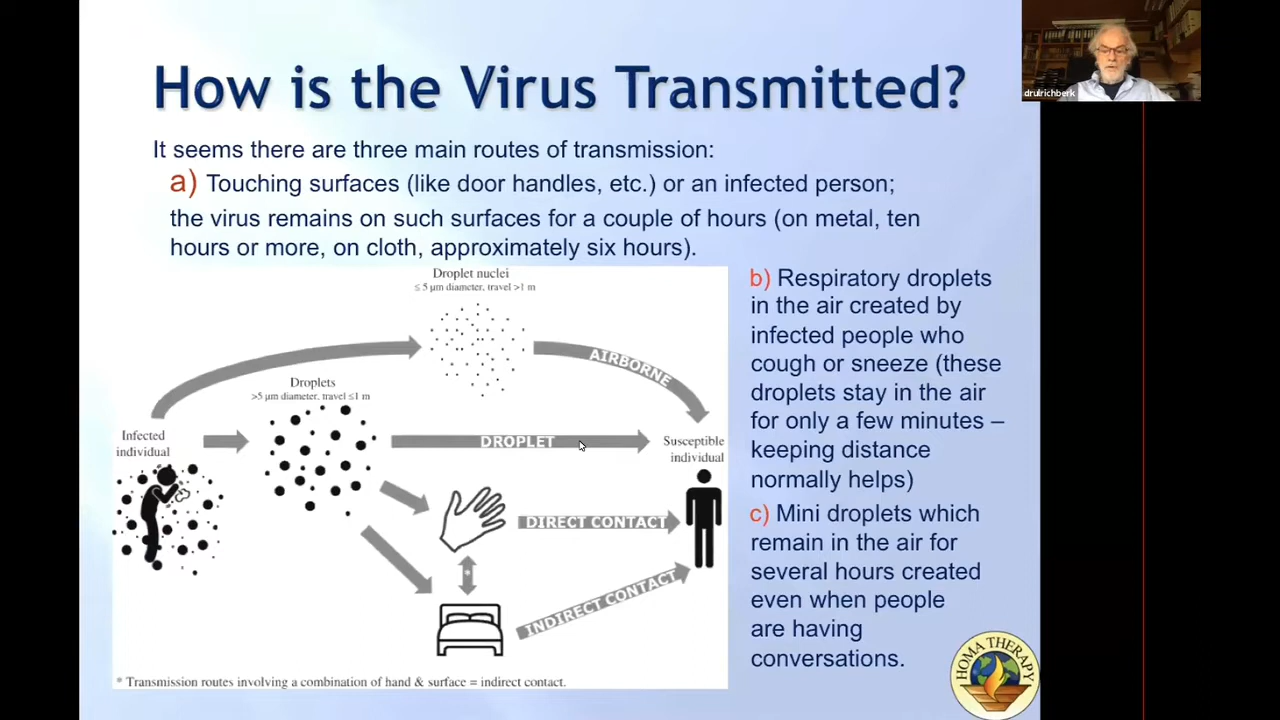 How is the Virus Transmitted?
drulrichberk
It seems there are three main routes of transmission:
a) Touching surfaces (like door handles, etc.) or an infected person;
the virus remains on such surfaces for a couple of hours (on metal, ten
hours or more, on cloth, approximately six hours).
Droplet nuclei
≤ 5 μm diameter, travel >1 m
AIRBORNE
Droplets
>5 μm diameter, travel ≤1 m
Infected
individual
DROPLET
Susceptible
individual
DIRECT CONTACT
*
INDIRECT CONTACT
* Transmission routes involving a combination of hand & surface = indirect contact.
b) Respiratory droplets
in the air created by
infected people who
cough or sneeze (these
droplets stay in the air
for only a few minutes –
keeping distance
normally helps)
c) Mini droplets which
remain in the air for
several hours created
even when people
are having
conversations.
HOMA THERAPY